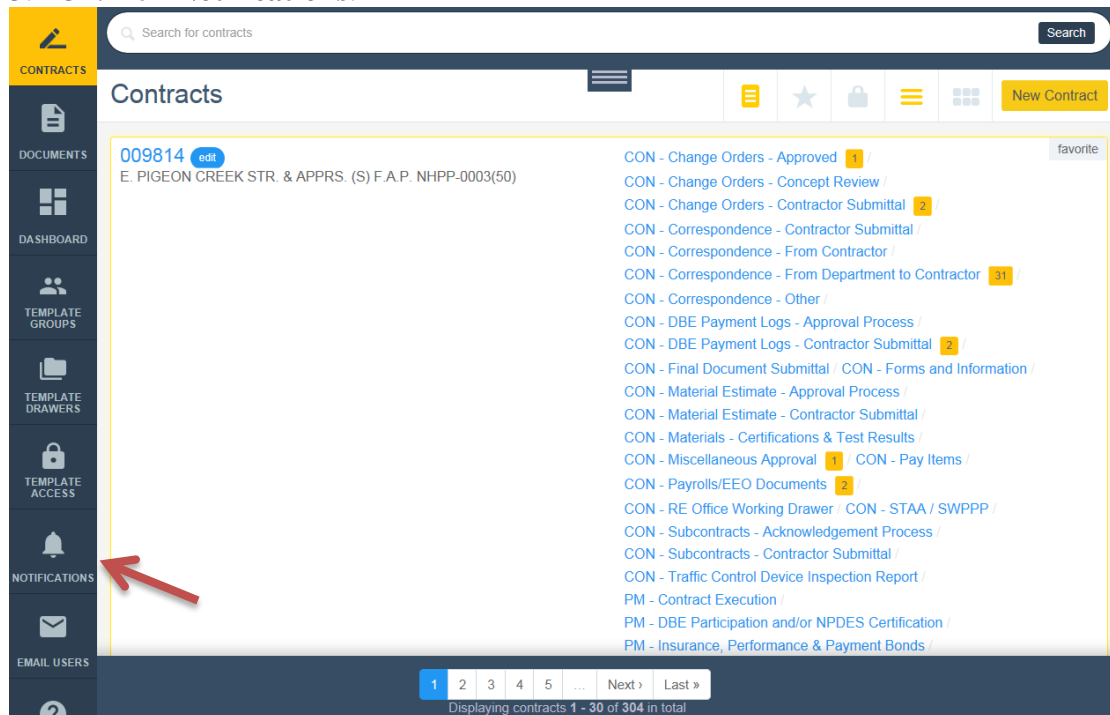 Search for contracts
Search
CONTRACTS
Contracts
New Contract
DOCUMENTS
DASHBOARD
TEMPLATE
GROUPS
TEMPLATE
DRAWERS
TEMPLATE
ACCESS
NOTIFICATIONS
EMAIL USERS
009814 edit
E. PIGEON CREEK STR. & APPRS. (S) F.A.P. NHPP-0003(50)
favorite
CON - Change Orders - Approved 1 /
CON - Change Orders - Concept Review /
CON - Change Orders - Contractor Submittal 2 /
CON - Correspondence - Contractor Submittal /
CON - Correspondence - From Contractor /
CON - Correspondence - From Department to Contractor 31 /
CON - Correspondence - Other /
CON - DBE Payment Logs - Approval Process /
CON - DBE Payment Logs - Contractor Submittal 2 /
CON - Final Document Submittal / CON - Forms and Information /
CON - Material Estimate - Approval Process /
CON - Material Estimate - Contractor Submittal /
CON - Materials - Certifications & Test Results /
CON - Miscellaneous Approval 1 / CON - Pay Items /
CON - Payrolls/EEO Documents 2 /
CON - RE Office Working Drawer / CON - STAA / SWPPP /
CON - Subcontracts - Acknowledgement Process /
CON - Subcontracts - Contractor Submittal /
CON - Traffic Control Device Inspection Report /
PM - Contract Execution /
PM - DBE Participation and/or NPDES Certification /
PM - Insurance, Performance & Payment Bonds /
1 2 3 4 5 ... Next › Last »
Displaying contracts 1 - 30 of 304 in total